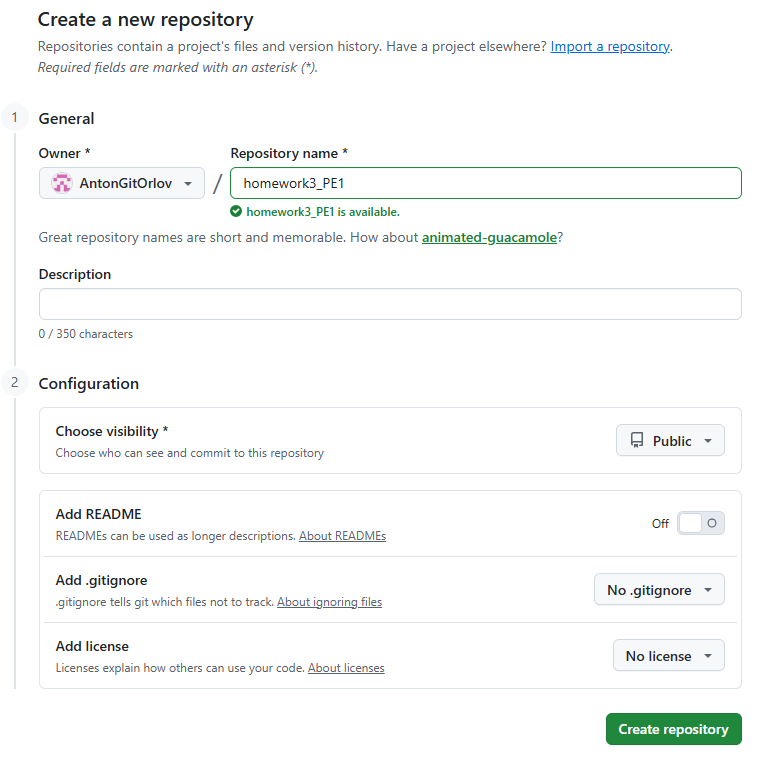 Create a new repository
Repositories contain a project's files and version history. Have a project elsewhere? Import a repository.
Required fields are marked with an asterisk (*).
1 General
Owner * Repository name *
AntonGitOrlov / homework3_PE1
homework3_PE1 is available.
Great repository names are short and memorable. How about animated-guacamole?
Description
0 / 350 characters
2 Configuration
Choose visibility *
Choose who can see and commit to this repository
Public
Add README
READMEs can be used as longer descriptions. About READMEs
Off
Add .gitignore
.gitignore tells git which files not to track. About ignoring files
No .gitignore
Add license
Licenses explain how others can use your code. About licenses
No license
Create repository